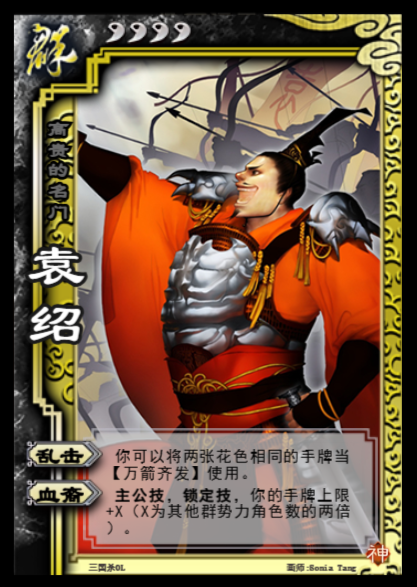 群
高贵的名门
袁绍
乱击
你可以将两张花色相同的手牌当
【万箭齐发】使用。
血裔
主公技，锁定技，你的手牌上限
+X（X为其他群势力角色数的两倍
）。
神
三国杀OL
画师:Sonia Tang